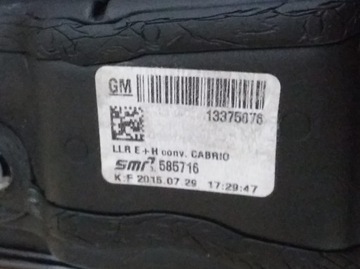 GM
13375676
LLR E + H conv. CABRIO
SMR 585716
K.F 2015.07.29 17:29:47